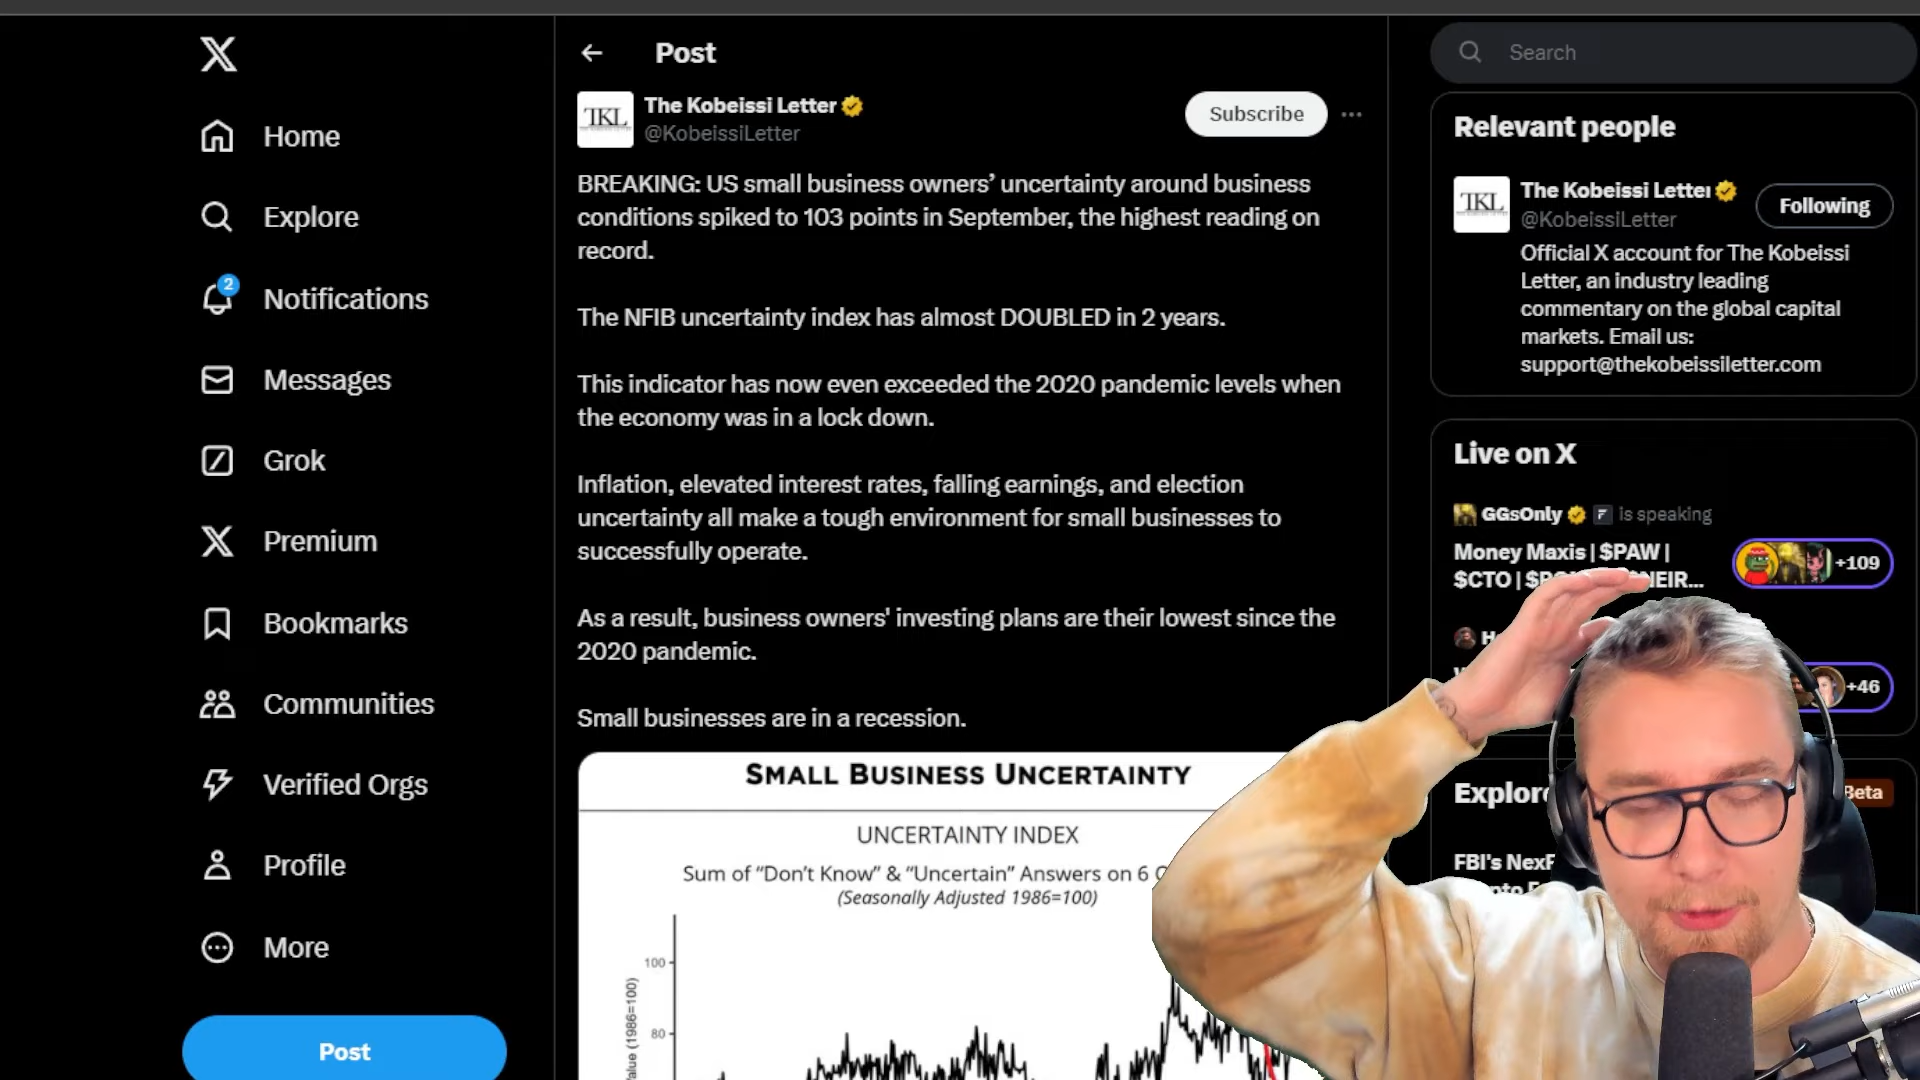 Home
Explore
2
Notifications
Messages
Grok
Premium
Bookmarks
Communities
Verified Orgs
Profile
More
Post
Post
TKL
The Kobeissi Letter
@KobeissiLetter
Subscribe
BREAKING: US small business owners’ uncertainty around business
conditions spiked to 103 points in September, the highest reading on
record.
The NFIB uncertainty index has almost DOUBLED in 2 years.
This indicator has now even exceeded the 2020 pandemic levels when
the economy was in a lock down.
Inflation, elevated interest rates, falling earnings, and election
uncertainty all make a tough environment for small businesses to
successfully operate.
As a result, business owners' investing plans are their lowest since the
2020 pandemic.
Small businesses are in a recession.
SMALL BUSINESS UNCERTAINTY
UNCERTAINTY INDEX
Sum of “Don’t Know” & “Uncertain” Answers on 6
(Seasonally Adjusted 1986=100)
100
80
(1986=100)
Search
Relevant people
TKL
The Kobeissi Letter
@KobeissiLetter
Following
Official X account for The Kobeissi
Letter, an industry leading
commentary on the global capital
markets. Email us:
support@thekobeissiletter.com
Live on X
GGsOnly is speaking
Money Maxis | $PAW |
$CTO |
+109
+46
Explore
Beta
FBI's